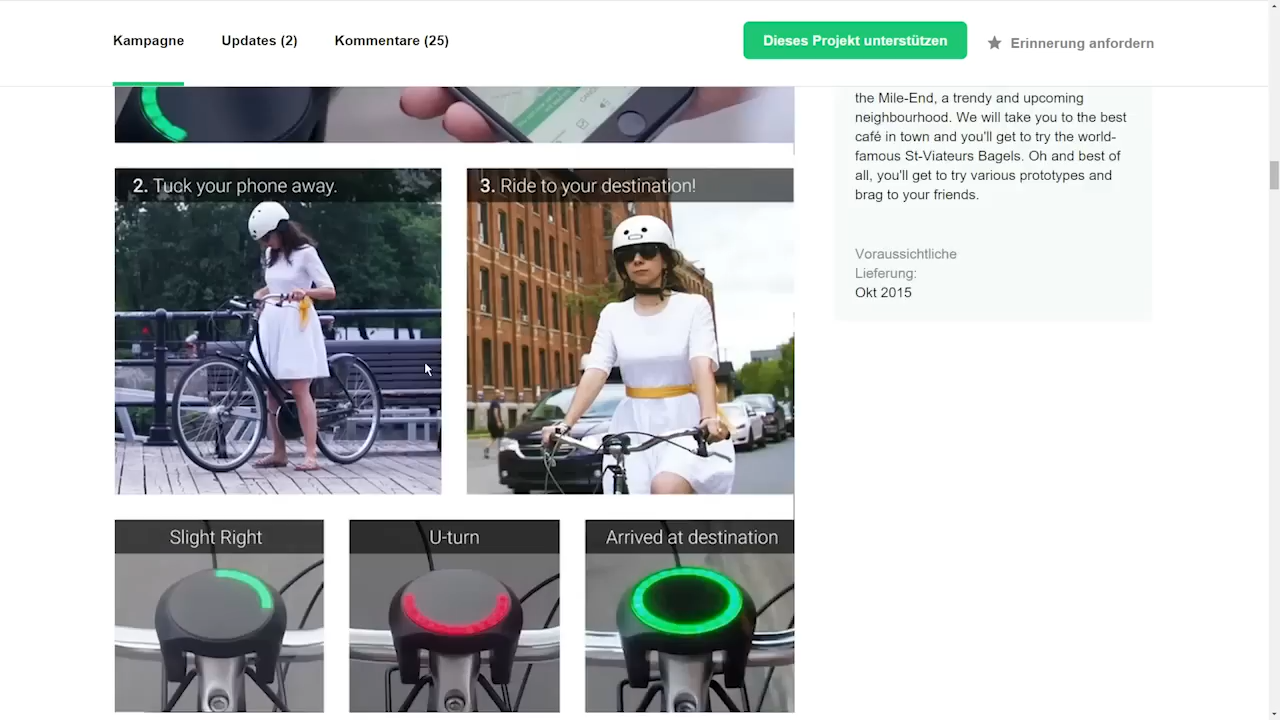 Kampagne
Updates (2)
Kommentare (25)
Dieses Projekt unterstützen
Erinnerung anfordern
2. Tuck your phone away.
3. Ride to your destination!
Slight Right
U-turn
Arrived at destination
the Mile-End, a trendy and upcoming
neighbourhood. We will take you to the best
café in town and you'll get to try the world-
famous St-Viateurs Bagels. Oh and best of
all, you'll get to try various prototypes and
brag to your friends.
Voraussichtliche
Lieferung:
Okt 2015